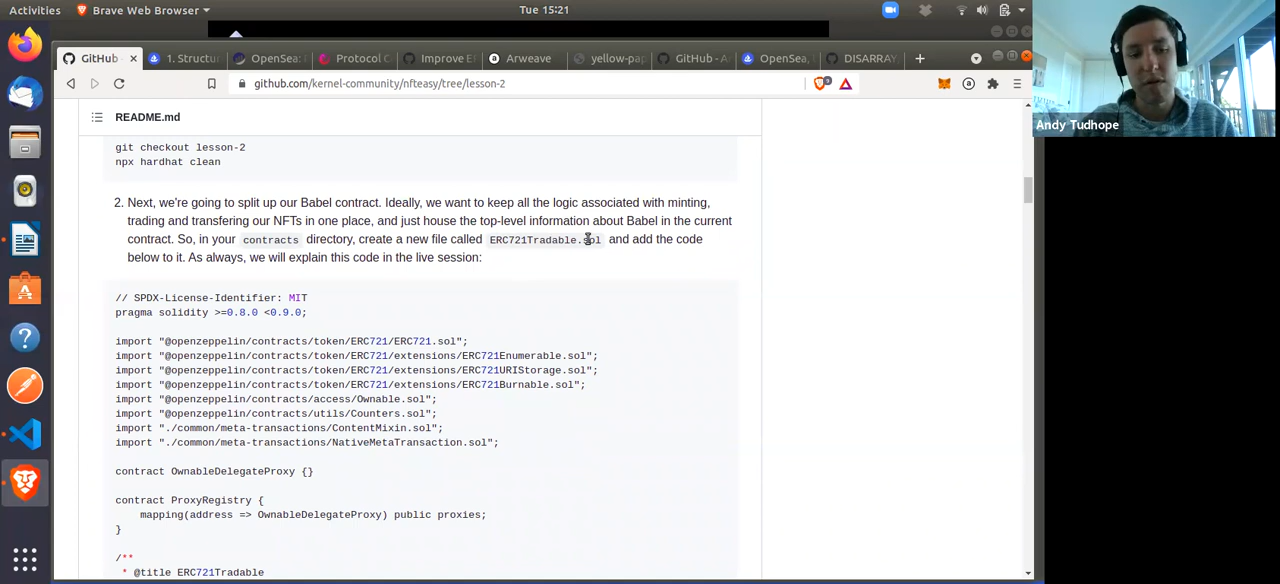 Activities
Brave Web Browser
Tue 15:21
GitHub -
1. Structur
OpenSea:
Protocol
Improve Ef
Arweave
yellow-pap
GitHub - A
OpenSea,
DISARRAY
github.com/kernel-community/nfteasy/tree/lesson-2
Andy Tudhope
README.md
git checkout lesson-2
npx hardhat clean
2. Next, we're going to split up our Babel contract. Ideally, we want to keep all the logic associated with minting,
trading and transfering our NFTs in one place, and just house the top-level information about Babel in the current
contract. So, in your contracts directory, create a new file called ERC721Tradable.sol and add the code
below to it. As always, we will explain this code in the live session:
// SPDX-License-Identifier: MIT
pragma solidity >=0.8.0 <0.9.0;
import "@openzeppelin/contracts/token/ERC721/ERC721.sol";
import "@openzeppelin/contracts/token/ERC721/extensions/ERC721Enumerable.sol";
import "@openzeppelin/contracts/token/ERC721/extensions/ERC721URIStorage.sol";
import "@openzeppelin/contracts/token/ERC721/extensions/ERC721Burnable.sol";
import "@openzeppelin/contracts/access/Ownable.sol";
import "@openzeppelin/contracts/utils/Counters.sol";
import "./common/meta-transactions/ContentMixin.sol";
import "./common/meta-transactions/NativeMetaTransaction.sol";
contract OwnableDelegateProxy {}
contract ProxyRegistry {
mapping(address => OwnableDelegateProxy) public proxies;
}
/**
* @title ERC721Tradable